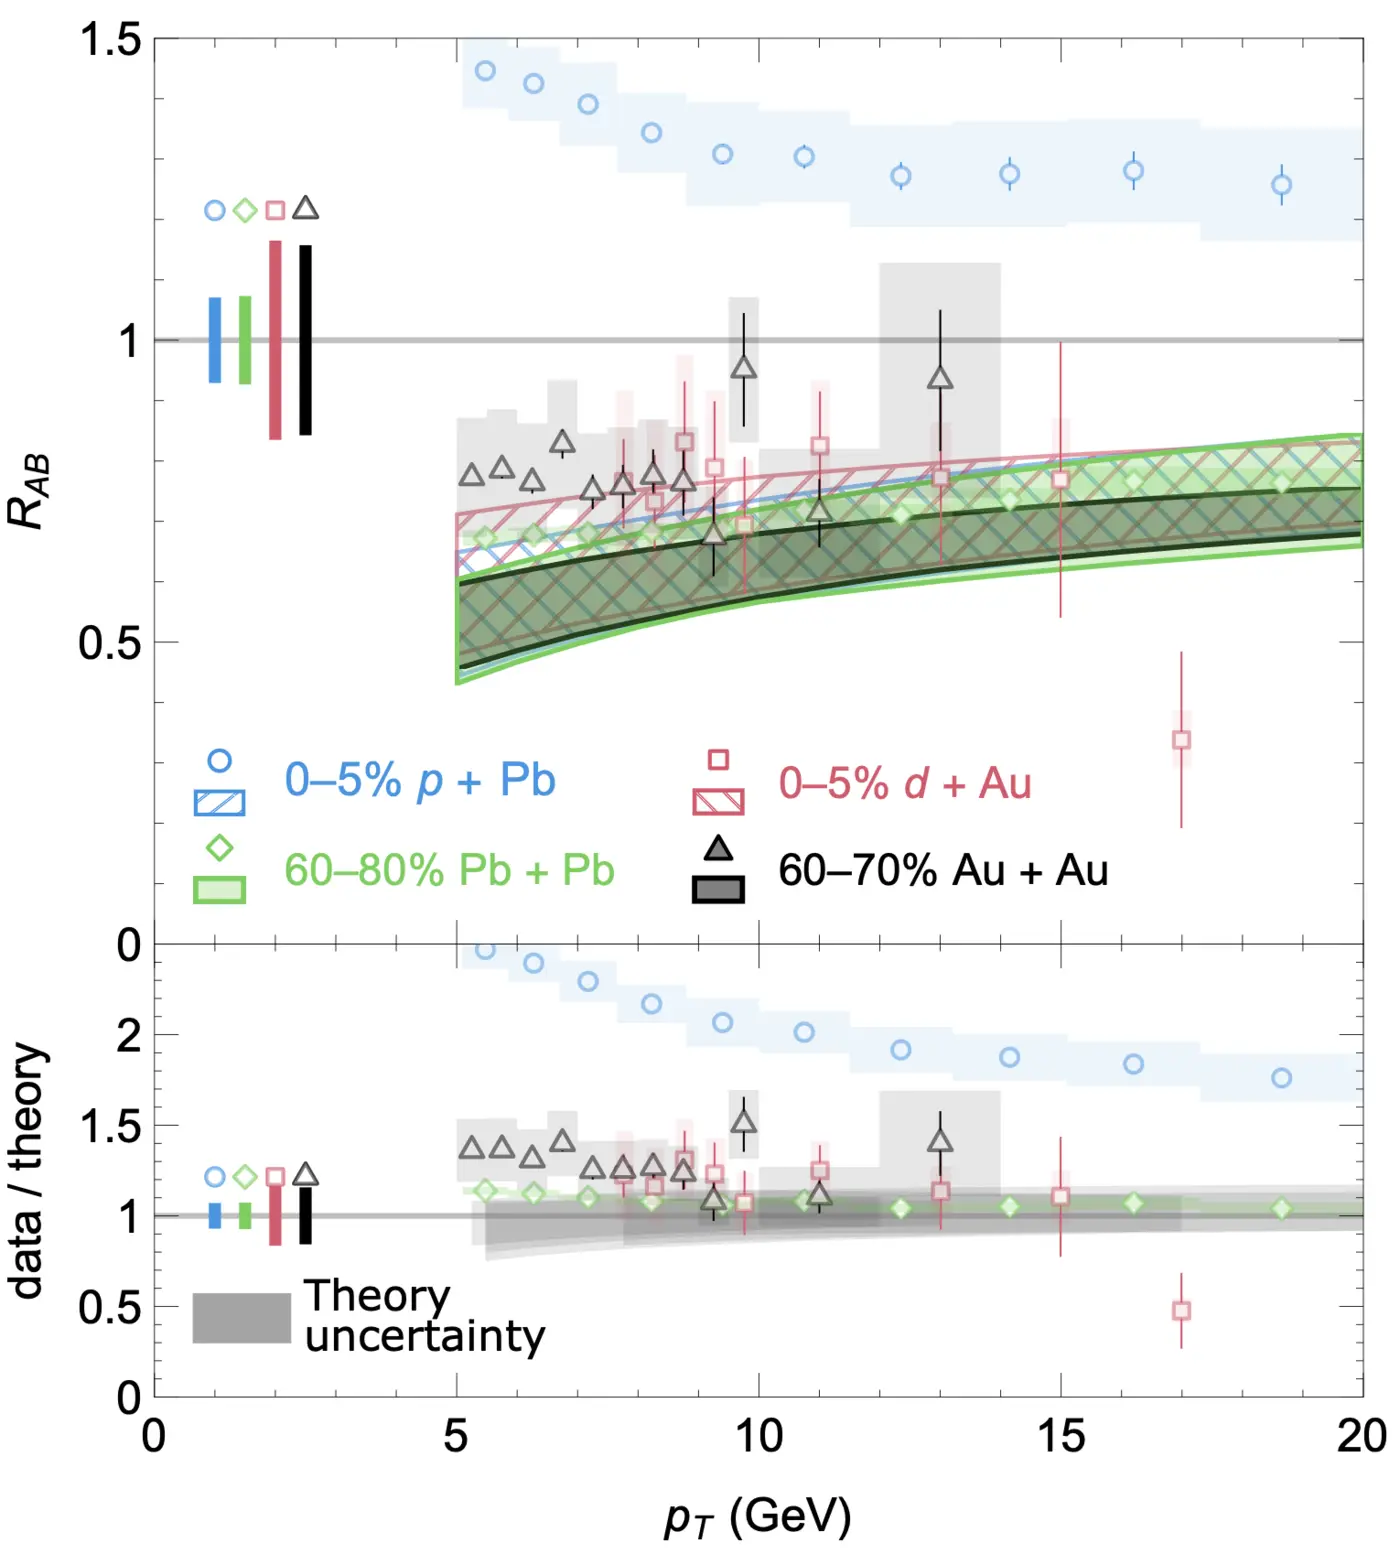 1.5
1
0.5
0
R_AB
0–5% p + Pb
0–5% d + Au
60–80% Pb + Pb
60–70% Au + Au
2
1.5
1
0.5
0
data / theory
Theory
uncertainty
0 5 10 15 20
p_T (GeV)